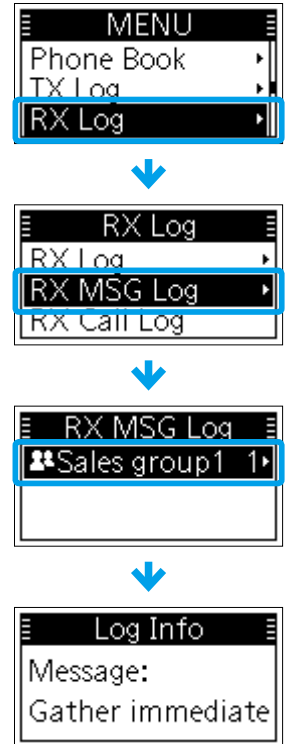 MENU
Phone Book
TX Log
RX Log
RX Log
RX Log
RX MSG Log
RX Call Log
RX MSG Log
Sales group1 1
Log Info
Message:
Gather immediate